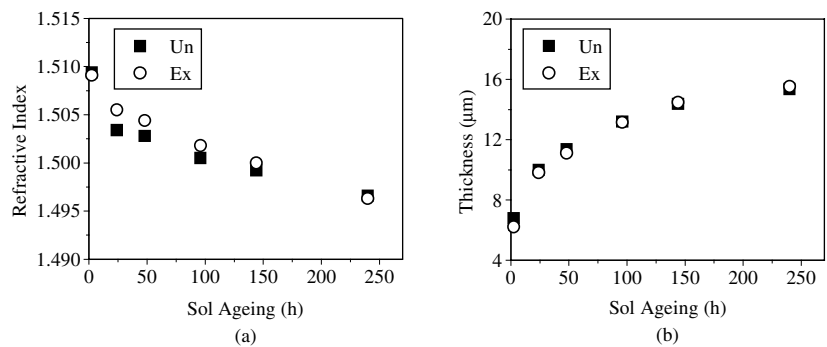 1.515
1.510
1.505
1.500
1.495
1.490
Refractive Index
Un
Ex
0 50 100 150 200 250
Sol Ageing (h)
(a)
20
16
12
8
4
Thickness (μm)
Un
Ex
0 50 100 150 200 250
Sol Ageing (h)
(b)